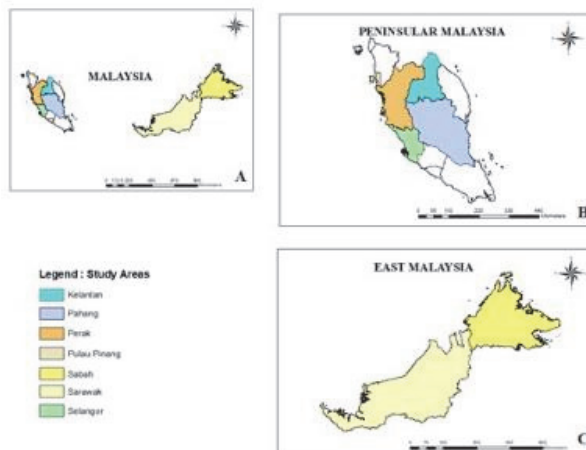 MALAYSIA
A
PENINSULAR MALAYSIA
D
B
Legend : Study Areas
Kelantan
Pahang
Perak
Pulau Pinang
Sabah
Sarawak
Selangor
EAST MALAYSIA
C